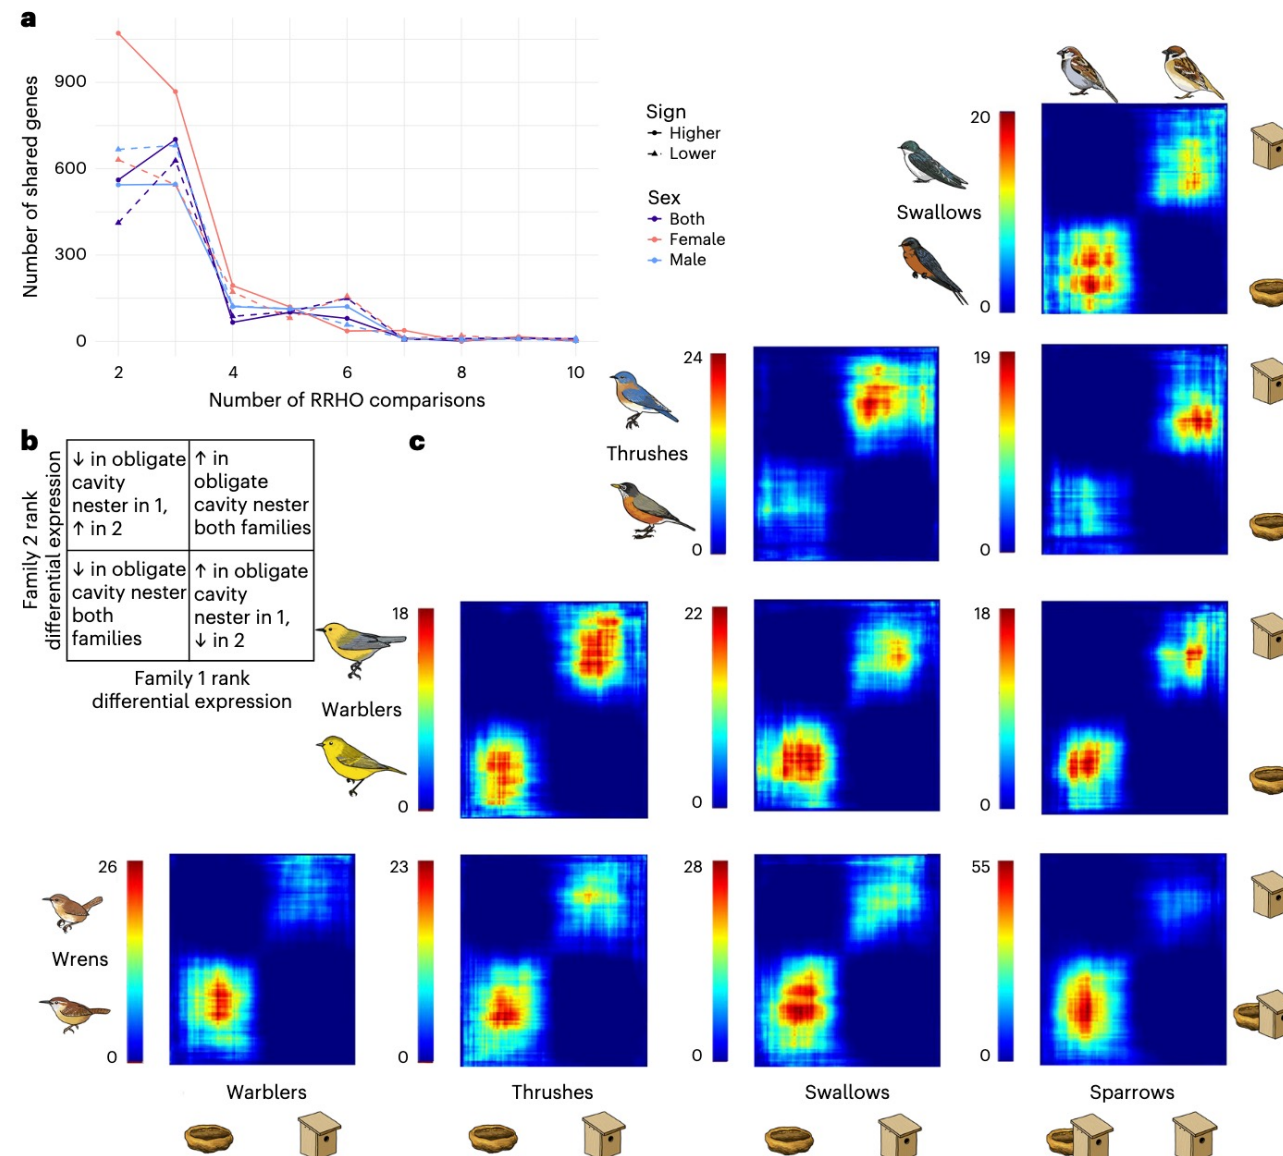 a
Number of shared genes
900
600
300
0
2
4
6
8
10
Number of RRHO comparisons
Sign
Higher
Lower
Sex
Both
Female
Male
20
Swallows
0
24
Thrushes
0
19
0
b
Family 2 rank
differential expression
↓ in obligate
cavity
nester in 1,
↑ in 2
↑ in
obligate
cavity nester
both families
↓ in obligate
cavity nester
both
families
↑ in obligate
cavity
nester in 1,
↓ in 2
Family 1 rank
differential expression
c
18
Warblers
0
22
0
18
0
26
Wrens
0
23
0
28
0
55
0
Warblers
Thrushes
Swallows
Sparrows